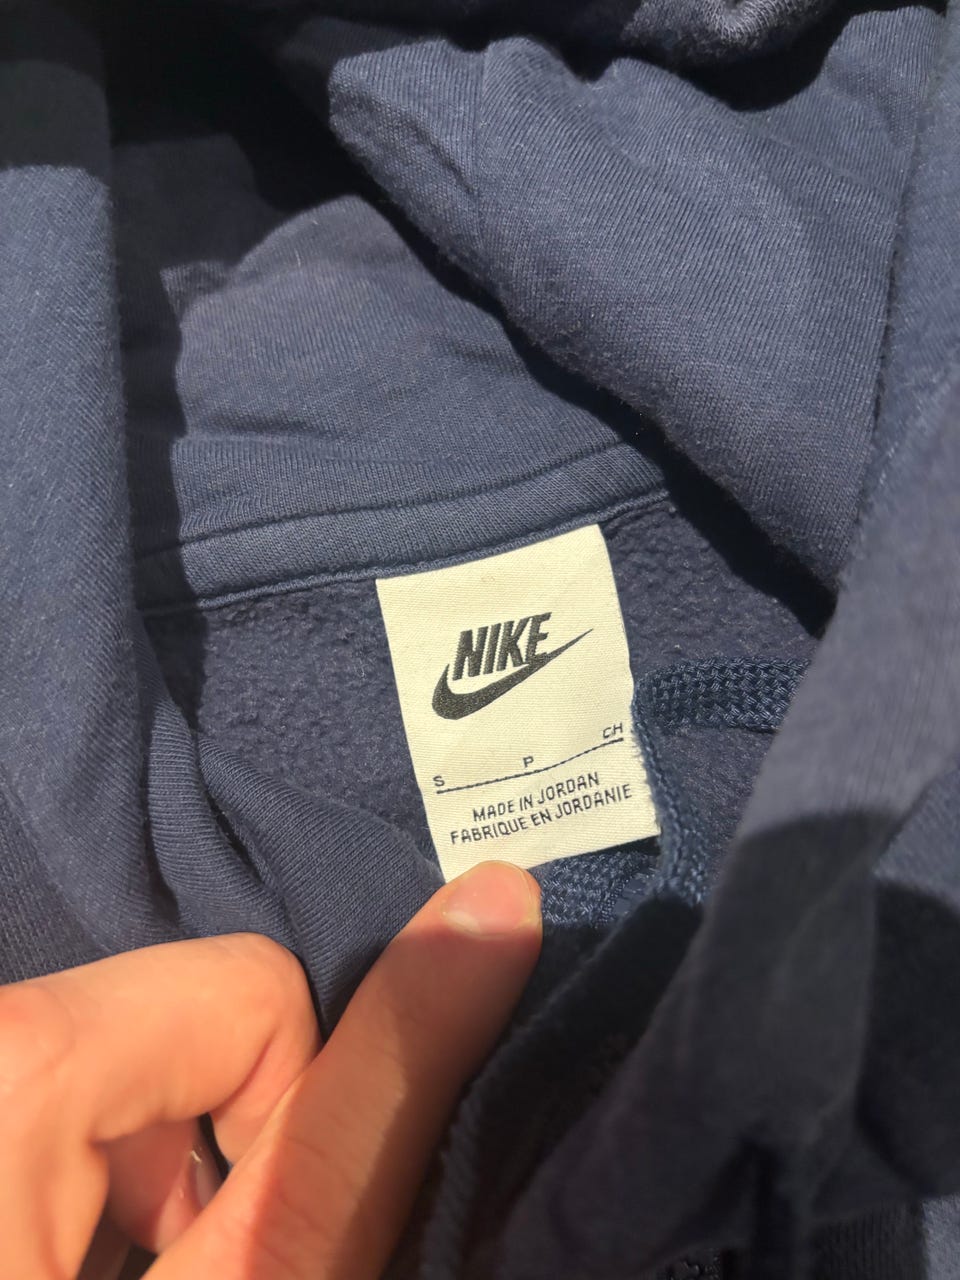 NIKE
S P CH
MADE IN JORDAN
FABRIQUE EN JORDANIE